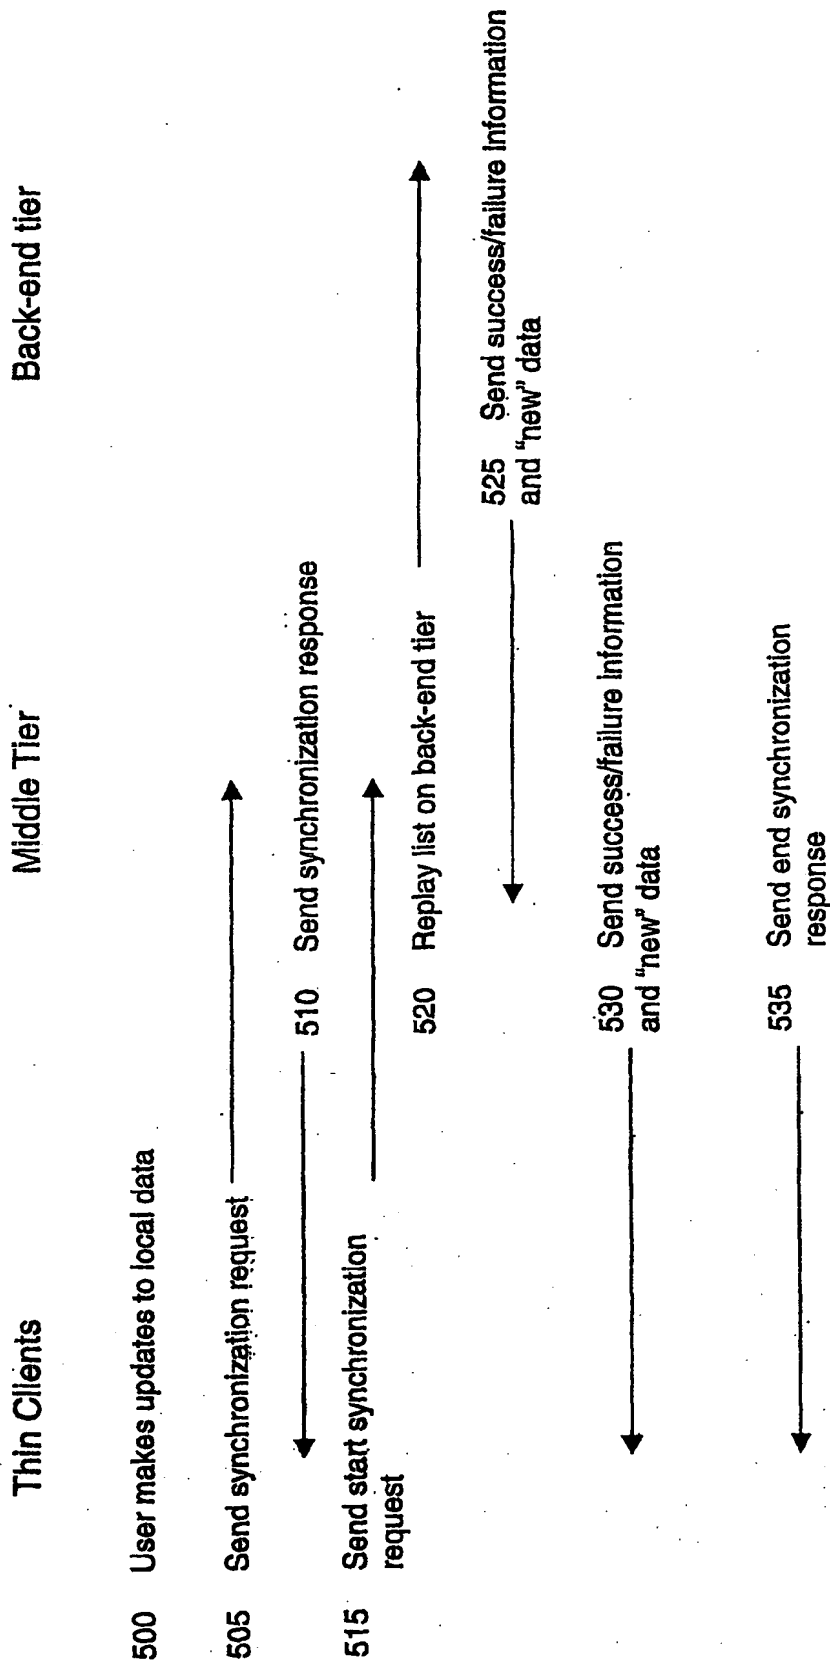 Thin Clients
Middle Tier
Back-end tier
500 User makes updates to local data
505 Send synchronization request
510 Send synchronization response
515 Send start synchronization
request
520 Replay list on back-end tier
525 Send success/failure Information
and “new” data
530 Send success/failure Information
and “new” data
535 Send end synchronization
response